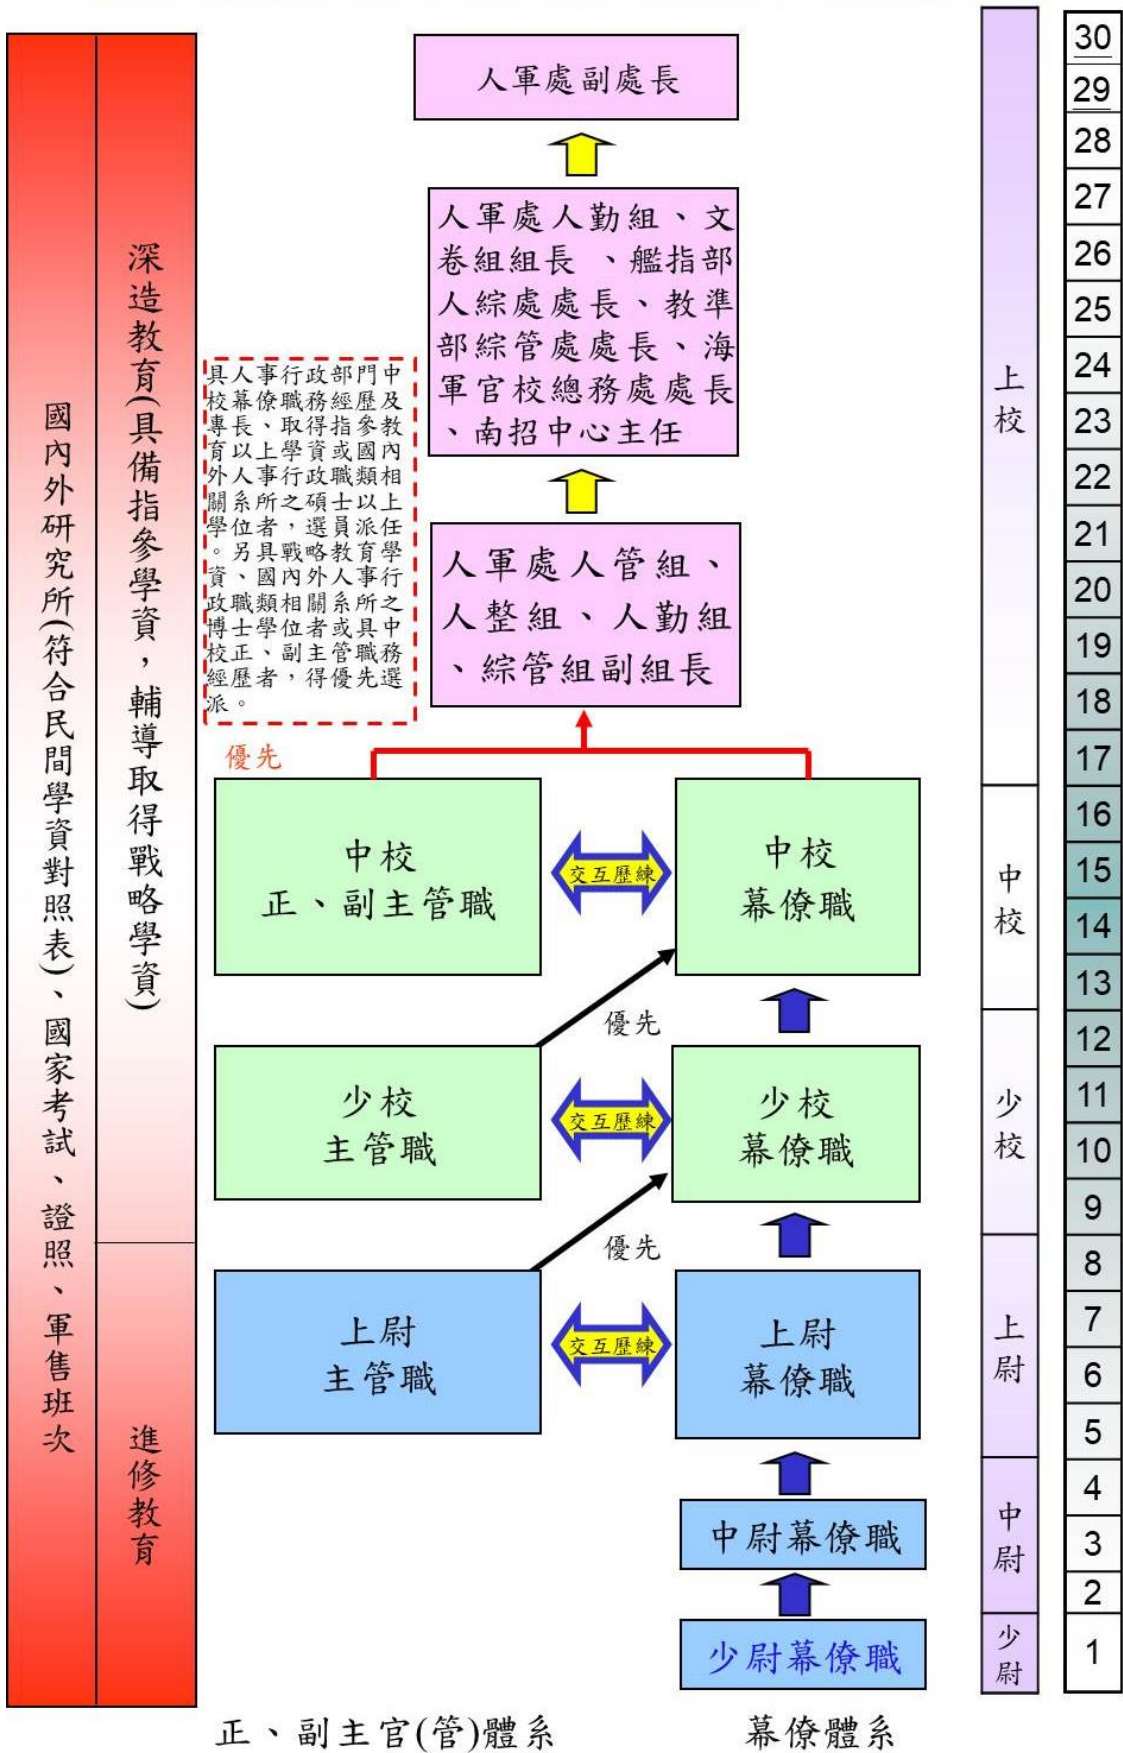 國內外研究所(符合民間學資對照表)、國家考試、證照、軍售班次
深造教育(具備指參學資，輔導取得戰略學資)
進修教育
人軍處副處長
人軍處人勤組、文
卷組組長 、艦指部
人綜處處長、教準
部綜管處處長、海
軍官校總務處處長
、南招中心主任
具人事行政部門中
校幕僚職務經歷及
專長、取得指參教
育以上學資或國內
外人事行政職類相
關系所之碩士以上
學位者，選員派任
。另具戰略教育學
資、國內外人事行
政職類相關系所之
博士學位者或具中
校正、副主管職務
經歷者，得優先選
派。
人軍處人管組、
人整組、人勤組
、綜管組副組長
優先
中校
正、副主管職
交互歷練
中校
幕僚職
優先
少校
主管職
交互歷練
少校
幕僚職
優先
上尉
主管職
交互歷練
上尉
幕僚職
中尉幕僚職
少尉幕僚職
正、副主官(管)體系
幕僚體系
上校
中校
少校
上尉
中尉
少尉
30
29
28
27
26
25
24
23
22
21
20
19
18
17
16
15
14
13
12
11
10
9
8
7
6
5
4
3
2
1